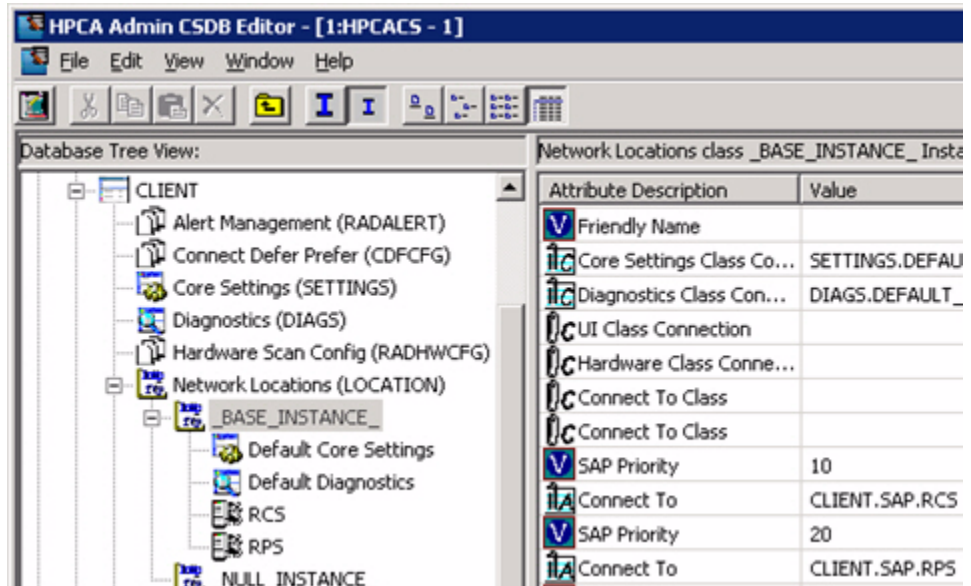 HPCA Admin CSDB Editor - [1:HPCACS - 1]
File Edit View Window Help
Database Tree View:
CLIENT
Alert Management (RADALERT)
Connect Defer Prefer (CDFCFG)
Core Settings (SETTINGS)
Diagnostics (DIAGS)
Hardware Scan Config (RADHWCFG)
Network Locations (LOCATION)
_BASE_INSTANCE_
Default Core Settings
Default Diagnostics
RCS
RPS
_NULL_INSTANCE_
Network Locations class _BASE_INSTANCE_ Insta
Attribute Description Value
Friendly Name
Core Settings Class Co... SETTINGS.DEFAU
Diagnostics Class Con... DIAGS.DEFAULT_
UI Class Connection
Hardware Class Conne...
Connect To Class
Connect To Class
SAP Priority 10
Connect To CLIENT.SAP.RCS
SAP Priority 20
Connect To CLIENT.SAP.RPS